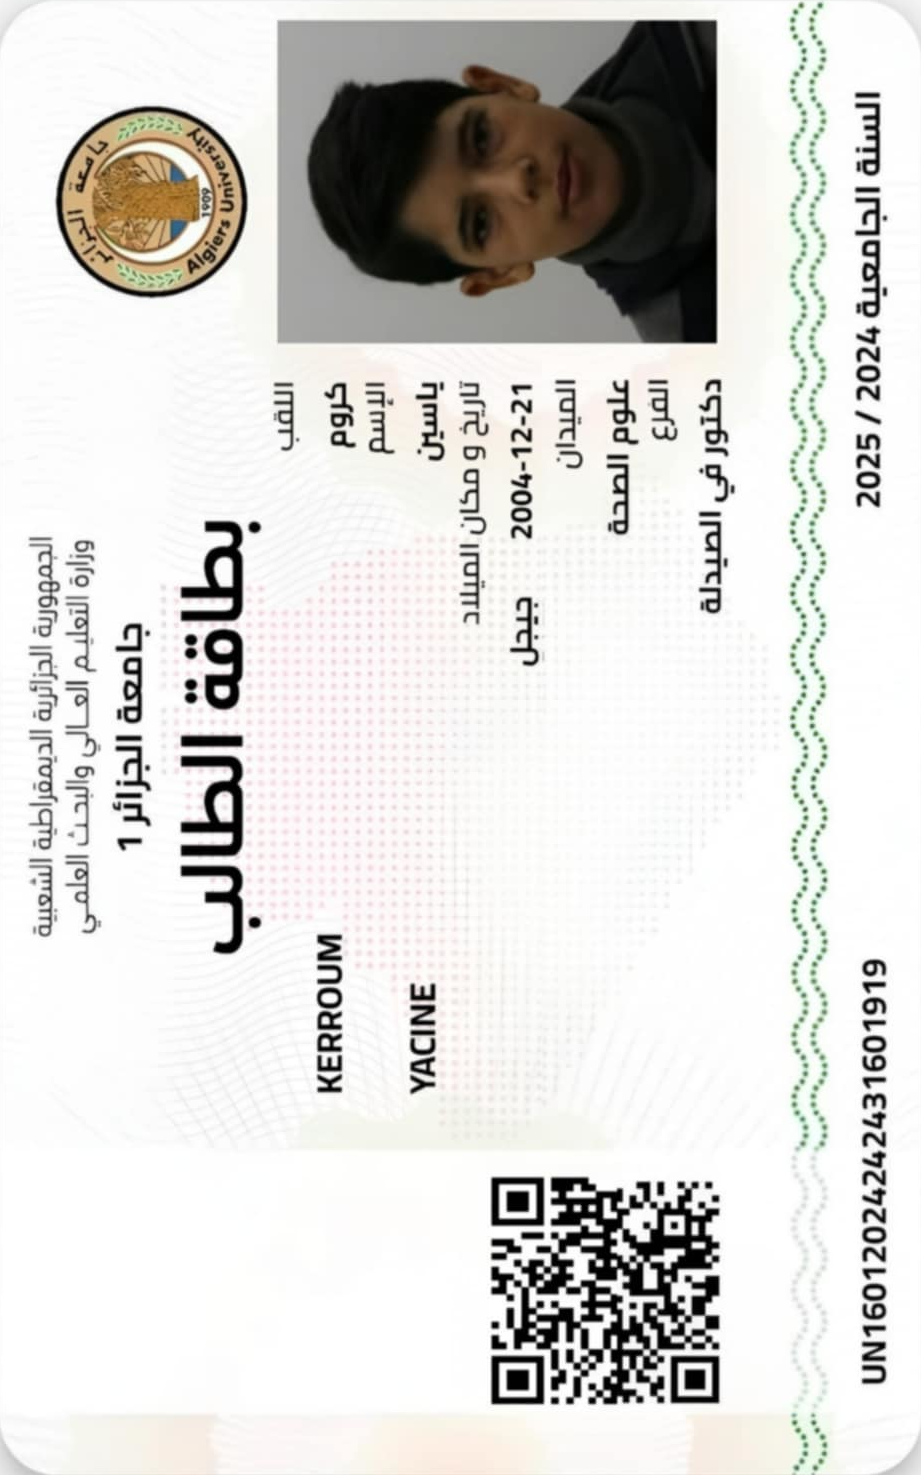 الجمهورية الجزائرية الديمقراطية الشعبية
وزارة التعليم العالي والبحث العلمي
جامعة الجزائر 1
جامعة الجزائر
1909
Algiers University
بطاقة الطالب
اللقب
كروم KERROUM
الإسم
ياسين YACINE
تاريخ و مكان الميلاد
2004-12-21 جيجل
الميدان
علوم الصحة
الفرع
دكتور في الصيدلة
السنة الجامعية 2024 / 2025
UN16012024242431601919